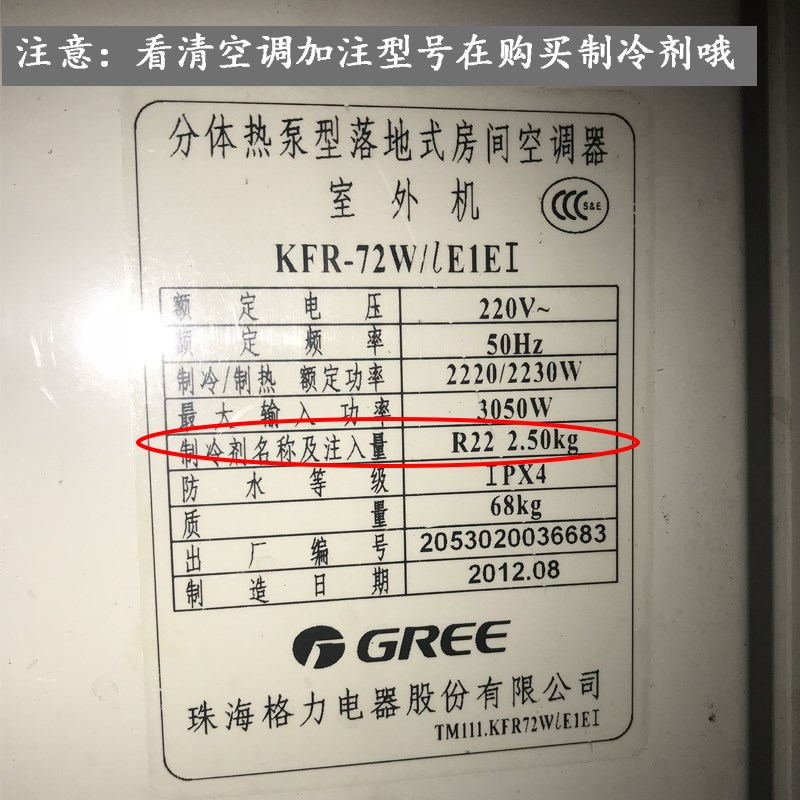 注意：看清空调加注型号在购买制冷剂哦
分体热泵型落地式房间空调器
室外机
CCC S&E
KFR-72W/lE1EI
额定电压 220V~
额定频率 50Hz
制冷/制热 额定功率 2220/2230W
最大输入功率 3050W
制冷剂名称及注入量 R22 2.50kg
防水等级 IPX4
质量 68kg
出厂编号 2053020036683
制造日期 2012.08
GREE
珠海格力电器股份有限公司
TM111.KFR72WlE1EI